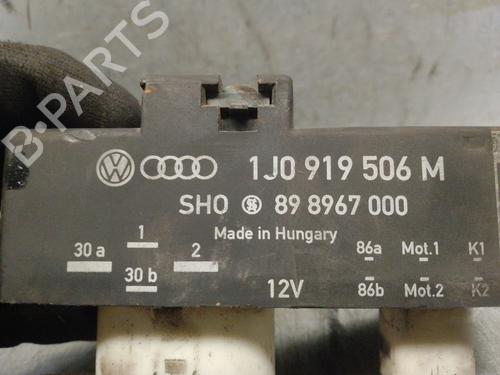 B-PARTS
1J0 919 506 M
SHO 89 8967 000
Made in Hungary
1
30 a 2 86a Mot.1 K1
30 b 12V 86b Mot.2 K2